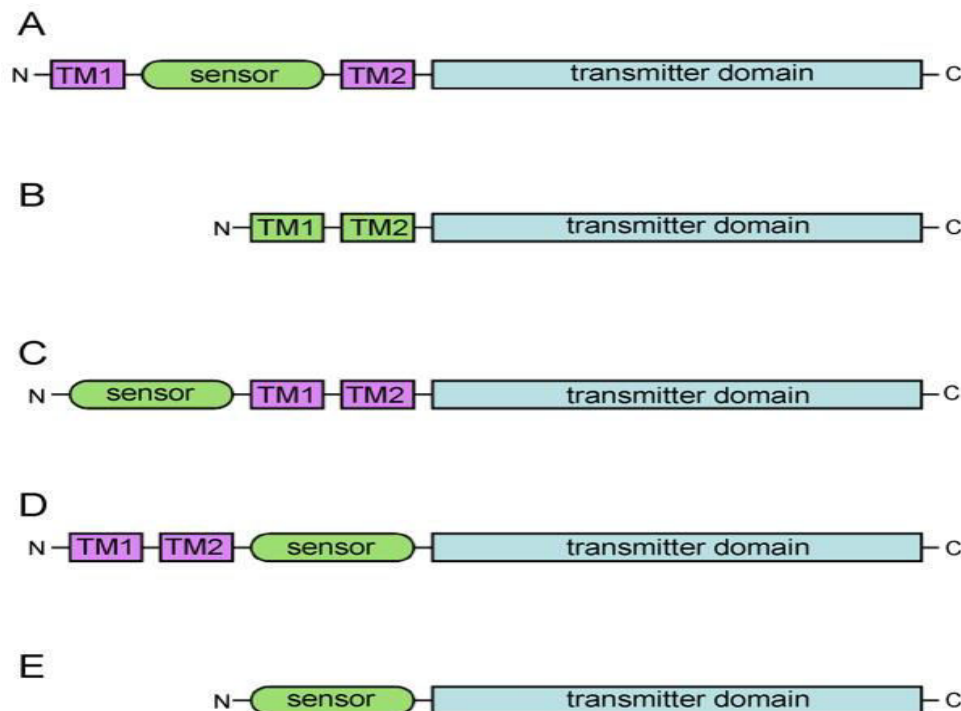 A
N TM1 sensor TM2 transmitter domain C
B
N TM1 TM2 transmitter domain C
C
N sensor TM1 TM2 transmitter domain C
D
N TM1 TM2 sensor transmitter domain C
E
N sensor transmitter domain C